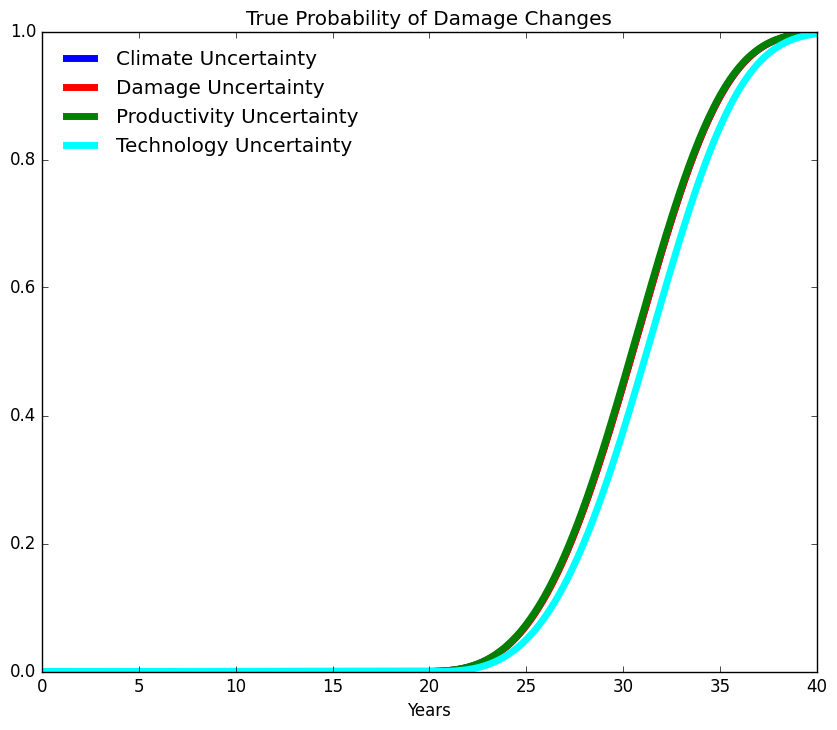 True Probability of Damage Changes
1.0
Climate Uncertainty
Damage Uncertainty
Productivity Uncertainty
Technology Uncertainty
0.8
0.6
0.4
0.2
0.0
0 5 10 15 20 25 30 35 40
Years